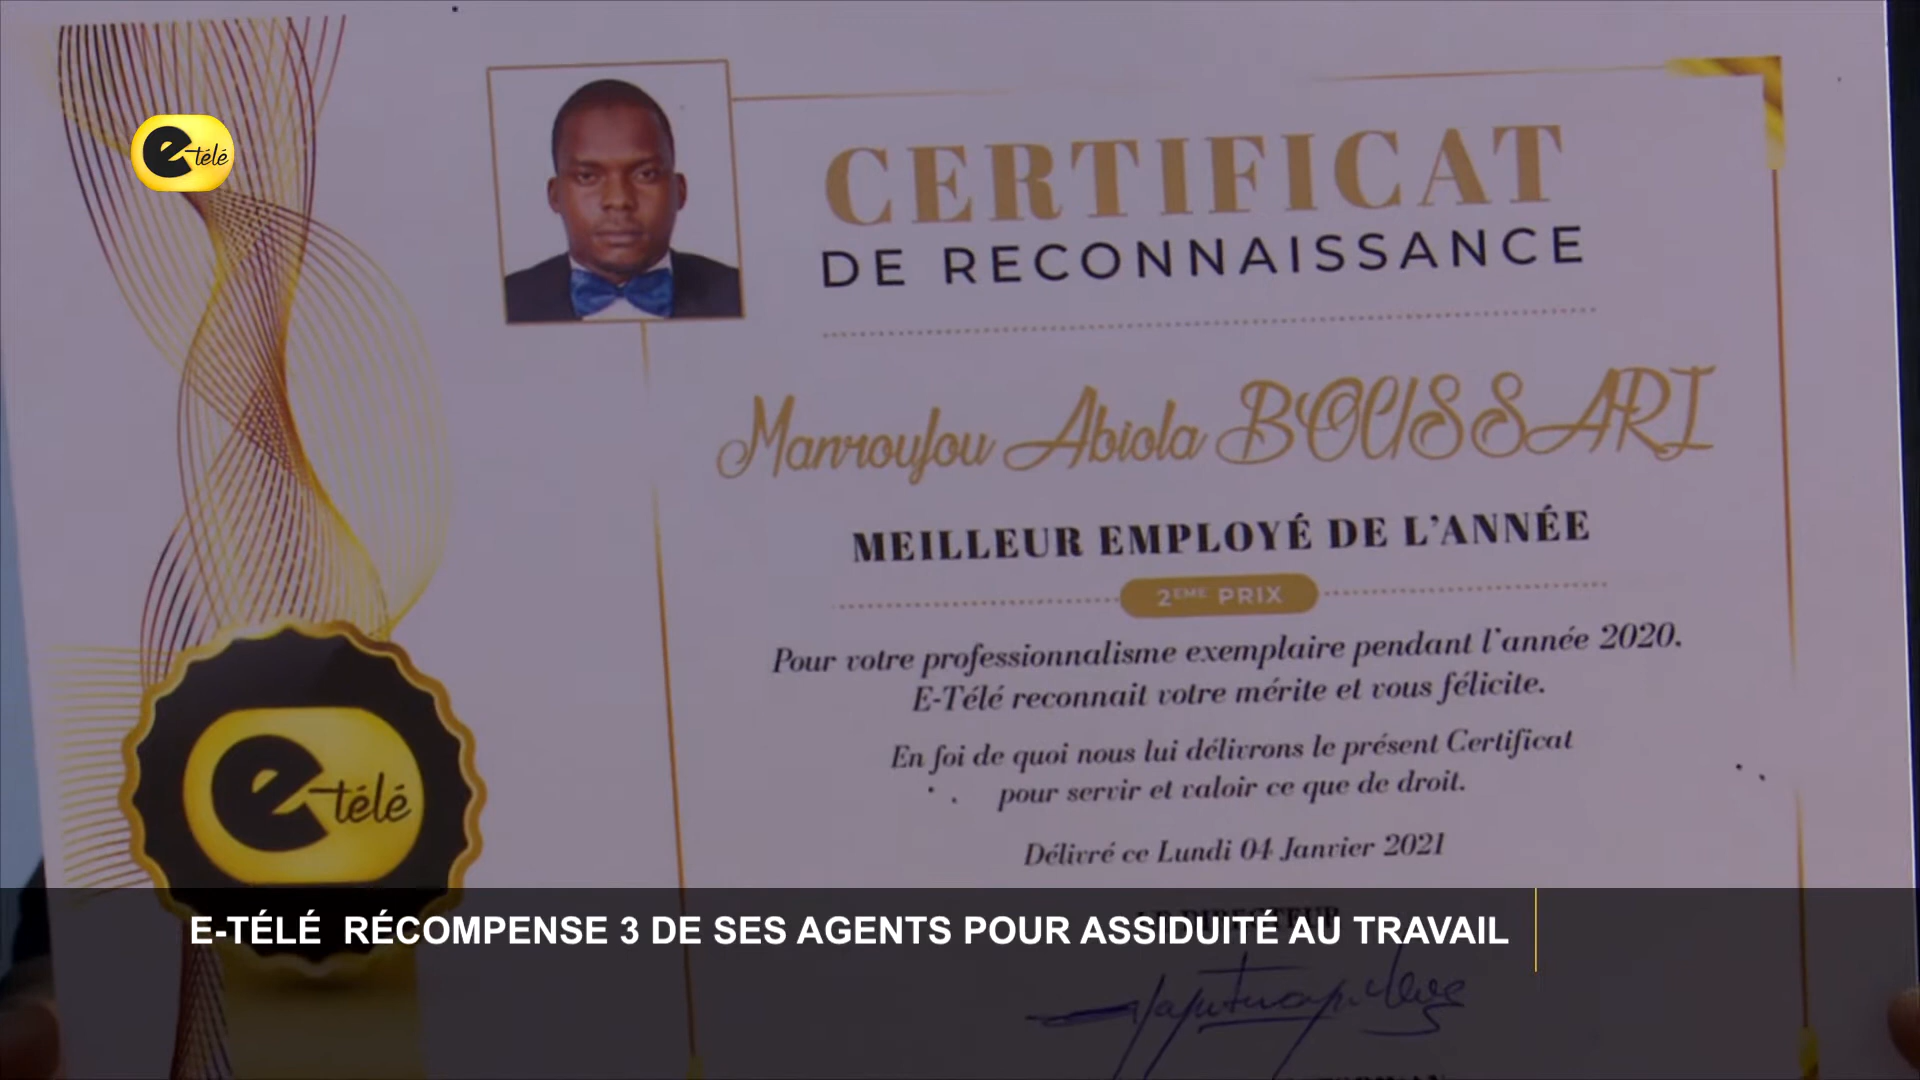 e-télé
CERTIFICAT
DE RECONNAISSANCE
Manroufou Abiola BOUSSARI
MEILLEUR EMPLOYÉ DE L'ANNÉE
2EME PRIX
Pour votre professionnalisme exemplaire pendant l'année 2020.
E-Télé reconnait votre mérite et vous félicite.
En foi de quoi nous lui délivrons le présent Certificat
pour servir et valoir ce que de droit.
e-télé
Délivré ce Lundi 04 Janvier 2021
LE DIRECTEUR
E-TÉLÉ RÉCOMPENSE 3 DE SES AGENTS POUR ASSIDUITÉ AU TRAVAIL